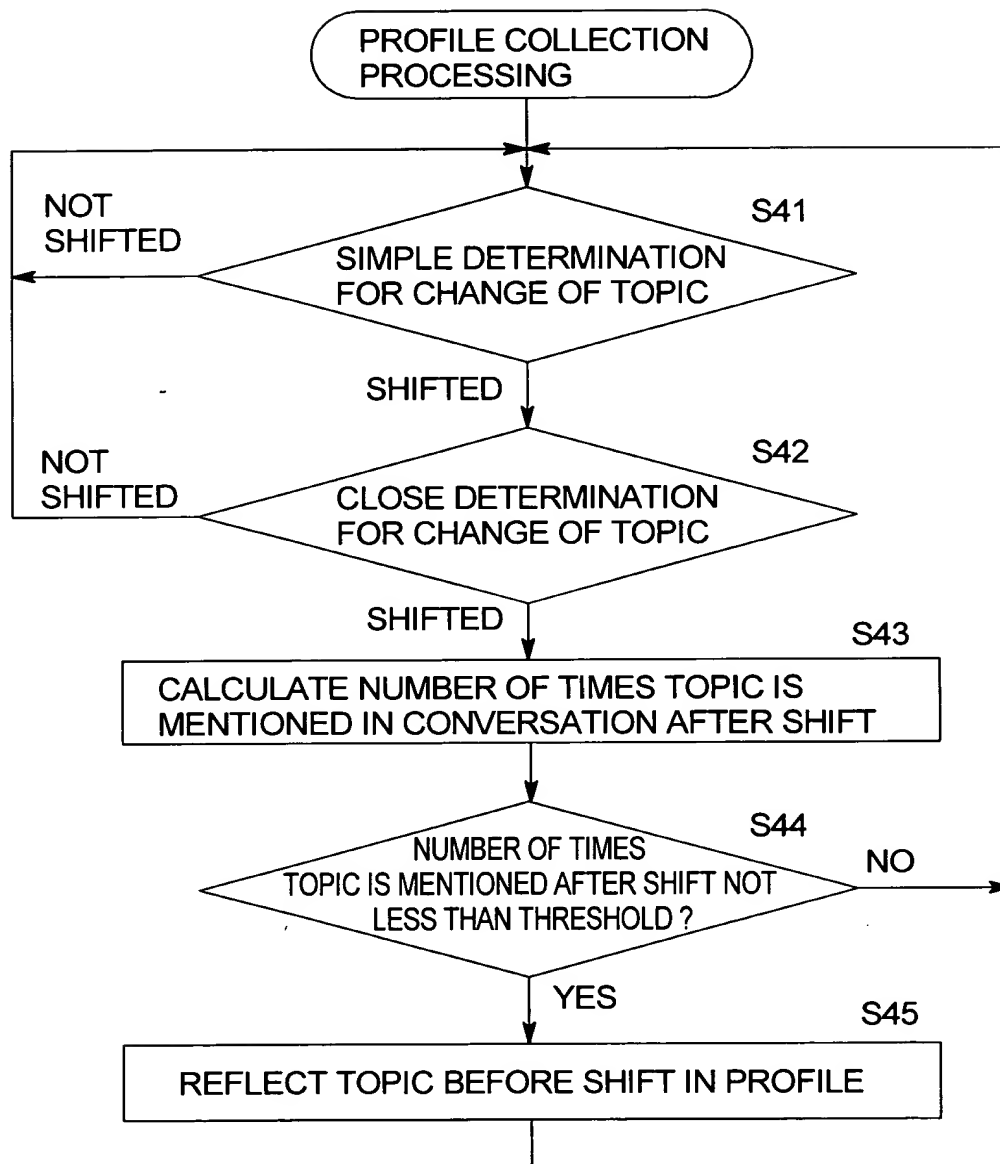 PROFILE COLLECTION
PROCESSING
NOT
SHIFTED
S41
SIMPLE DETERMINATION
FOR CHANGE OF TOPIC
SHIFTED
NOT
SHIFTED
S42
CLOSE DETERMINATION
FOR CHANGE OF TOPIC
SHIFTED
S43
CALCULATE NUMBER OF TIMES TOPIC IS
MENTIONED IN CONVERSATION AFTER SHIFT
S44
NUMBER OF TIMES
TOPIC IS MENTIONED AFTER SHIFT NOT
LESS THAN THRESHOLD ?
NO
YES
S45
REFLECT TOPIC BEFORE SHIFT IN PROFILE